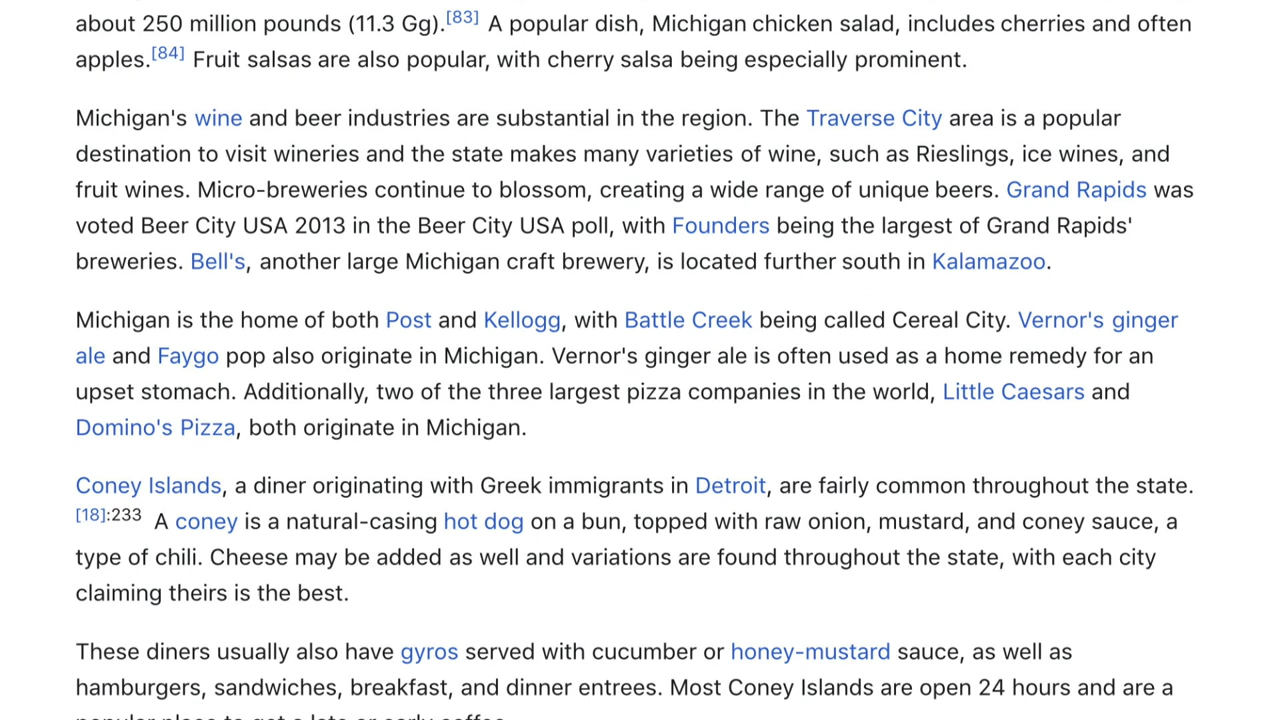 about 250 million pounds (11.3 Gg).[83] A popular dish, Michigan chicken salad, includes cherries and often
apples.[84] Fruit salsas are also popular, with cherry salsa being especially prominent.
Michigan's wine and beer industries are substantial in the region. The Traverse City area is a popular
destination to visit wineries and the state makes many varieties of wine, such as Rieslings, ice wines, and
fruit wines. Micro-breweries continue to blossom, creating a wide range of unique beers. Grand Rapids was
voted Beer City USA 2013 in the Beer City USA poll, with Founders being the largest of Grand Rapids'
breweries. Bell's, another large Michigan craft brewery, is located further south in Kalamazoo.
Michigan is the home of both Post and Kellogg, with Battle Creek being called Cereal City. Vernor's ginger
ale and Faygo pop also originate in Michigan. Vernor's ginger ale is often used as a home remedy for an
upset stomach. Additionally, two of the three largest pizza companies in the world, Little Caesars and
Domino's Pizza, both originate in Michigan.
Coney Islands, a diner originating with Greek immigrants in Detroit, are fairly common throughout the state.
[18]:233 A coney is a natural-casing hot dog on a bun, topped with raw onion, mustard, and coney sauce, a
type of chili. Cheese may be added as well and variations are found throughout the state, with each city
claiming theirs is the best.
These diners usually also have gyros served with cucumber or honey-mustard sauce, as well as
hamburgers, sandwiches, breakfast, and dinner entrees. Most Coney Islands are open 24 hours and are a
popular place to get a late or early coffee.